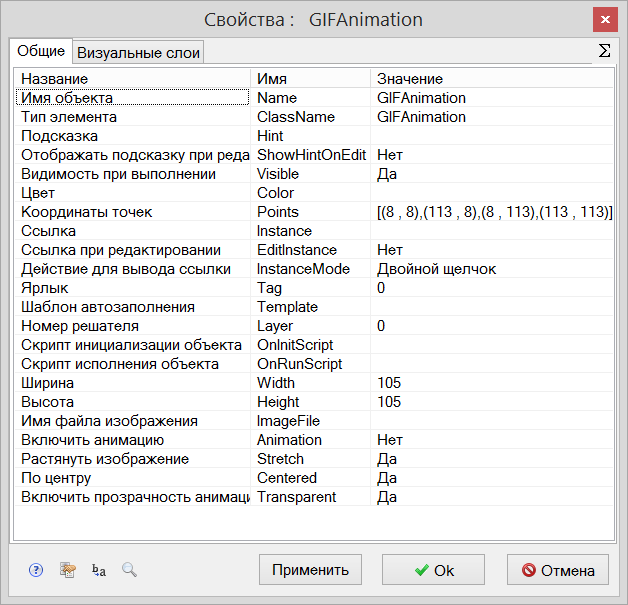 Свойства :   GIFAnimation
Общие Визуальные слои Σ
Название Имя Значение
Имя объекта Name GIFAnimation
Тип элемента ClassName GIFAnimation
Подсказка Hint
Отображать подсказку при реда ShowHintOnEdit Нет
Видимость при выполнении Visible Да
Цвет Color
Координаты точек Points [(8 , 8),(113 , 8),(8 , 113),(113 , 113)]
Ссылка Instance
Ссылка при редактировании EditInstance Нет
Действие для вывода ссылки InstanceMode Двойной щелчок
Ярлык Tag 0
Шаблон автозаполнения Template
Номер решателя Layer 0
Скрипт инициализации объекта OnInitScript
Скрипт исполнения объекта OnRunScript
Ширина Width 105
Высота Height 105
Имя файла изображения ImageFile
Включить анимацию Animation Нет
Растянуть изображение Stretch Да
По центру Centered Да
Включить прозрачность анимаци Transparent Да
? ba Применить Ok Отмена